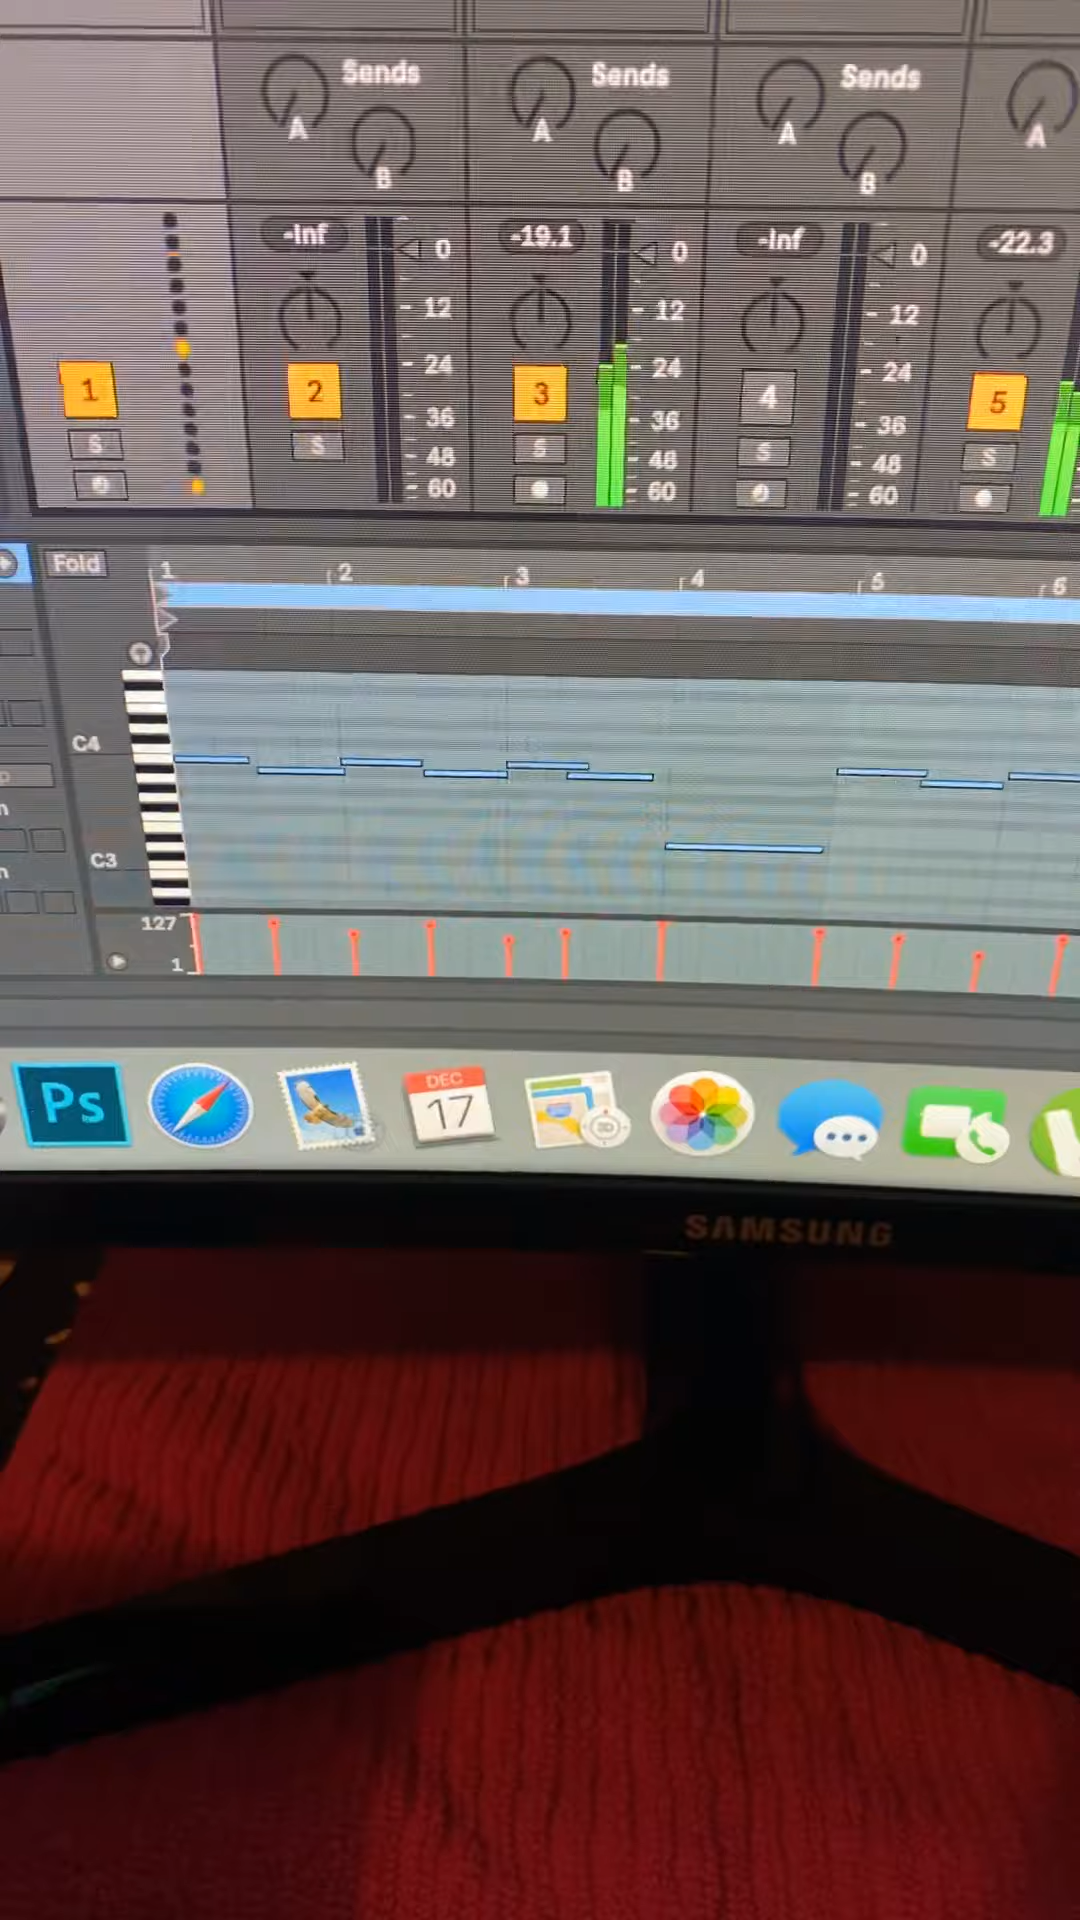 Sends Sends Sends
A A A A
B B B
-Inf -19.1 -Inf -22.3
0 0 0
12 12 12
24 24 24
1 2 3 4 5
36 36 36
S S S S S
48 48 48
60 60 60
Fold
1 2 3 4 5 6
C4
C3
127
1
Ps
DEC
17
SAMSUNG